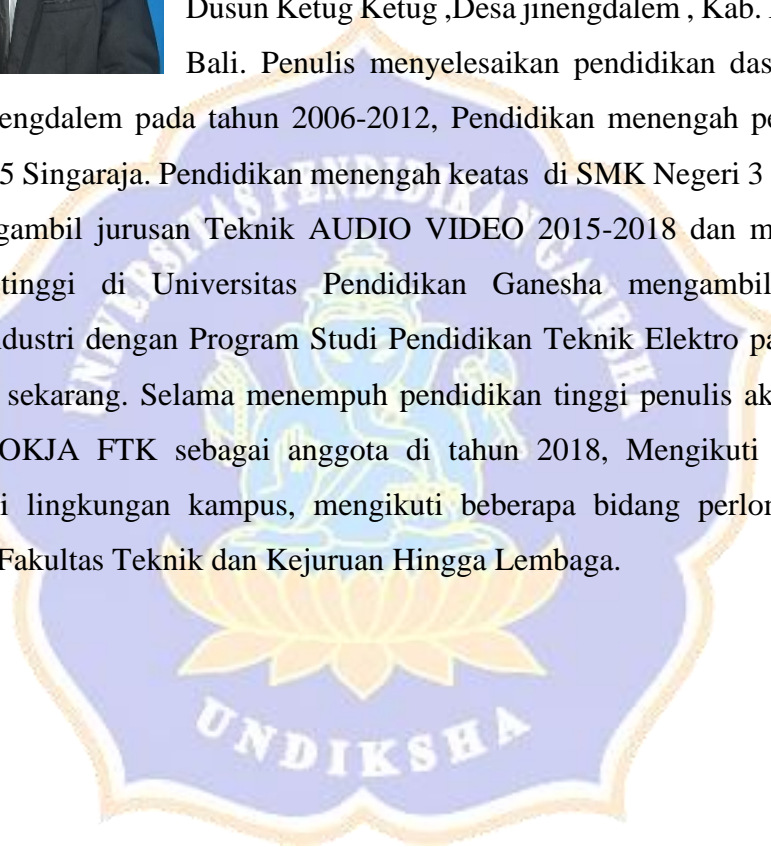 Dusun Ketug Ketug ,Desa jinengdalem , Kab.
Bali. Penulis menyelesaikan pendidikan das
engdalem pada tahun 2006-2012, Pendidikan menengah pe
5 Singaraja. Pendidikan menengah keatas di SMK Negeri 3
gambil jurusan Teknik AUDIO VIDEO 2015-2018 dan m
tinggi di Universitas Pendidikan Ganesha mengambil
dustri dengan Program Studi Pendidikan Teknik Elektro pa
sekarang. Selama menempuh pendidikan tinggi penulis ak
OKJA FTK sebagai anggota di tahun 2018, Mengikuti
i lingkungan kampus, mengikuti beberapa bidang perlon
Fakultas Teknik dan Kejuruan Hingga Lembaga.
UNIVERSITAS PENDIDIKAN GANESHA
UNDIKSHA